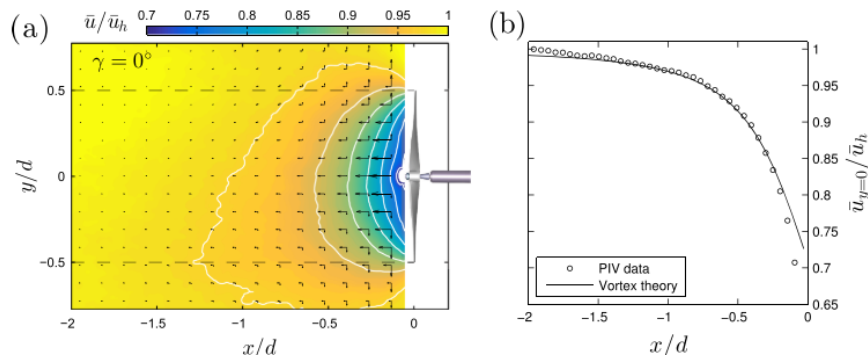 (a)
ū/ū_h
0.7 0.75 0.8 0.85 0.9 0.95 1
γ = 0°
0.5
0
−0.5
y/d
−2 −1.5 −1 −0.5 0
x/d
(b)
1
0.95
0.9
0.85
0.8
0.75
0.7
0.65
ū_{y=0}/ū_h
PIV data
Vortex theory
−2 −1.5 −1 −0.5 0
x/d